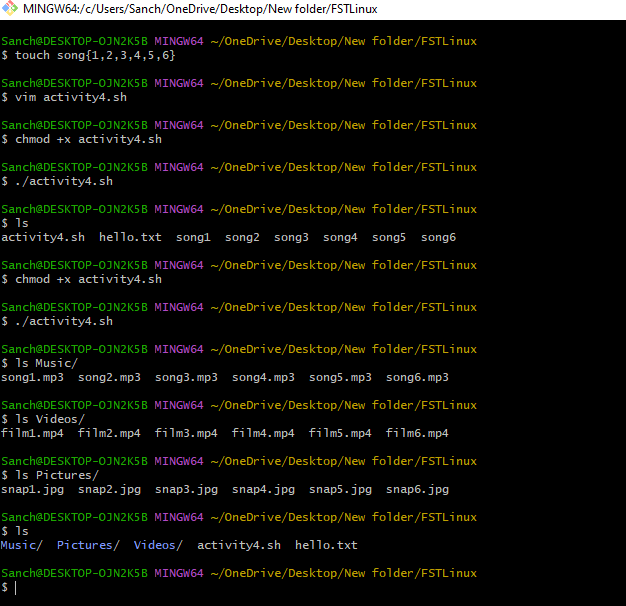 MINGW64:/c/Users/Sanch/OneDrive/Desktop/New folder/FSTLinux
Sanch@DESKTOP-OJN2K5B MINGW64 ~/OneDrive/Desktop/New folder/FSTLinux
$ touch song{1,2,3,4,5,6}
Sanch@DESKTOP-OJN2K5B MINGW64 ~/OneDrive/Desktop/New folder/FSTLinux
$ vim activity4.sh
Sanch@DESKTOP-OJN2K5B MINGW64 ~/OneDrive/Desktop/New folder/FSTLinux
$ chmod +x activity4.sh
Sanch@DESKTOP-OJN2K5B MINGW64 ~/OneDrive/Desktop/New folder/FSTLinux
$ ./activity4.sh
Sanch@DESKTOP-OJN2K5B MINGW64 ~/OneDrive/Desktop/New folder/FSTLinux
$ ls
activity4.sh  hello.txt  song1  song2  song3  song4  song5  song6
Sanch@DESKTOP-OJN2K5B MINGW64 ~/OneDrive/Desktop/New folder/FSTLinux
$ chmod +x activity4.sh
Sanch@DESKTOP-OJN2K5B MINGW64 ~/OneDrive/Desktop/New folder/FSTLinux
$ ./activity4.sh
Sanch@DESKTOP-OJN2K5B MINGW64 ~/OneDrive/Desktop/New folder/FSTLinux
$ ls Music/
song1.mp3  song2.mp3  song3.mp3  song4.mp3  song5.mp3  song6.mp3
Sanch@DESKTOP-OJN2K5B MINGW64 ~/OneDrive/Desktop/New folder/FSTLinux
$ ls Videos/
film1.mp4  film2.mp4  film3.mp4  film4.mp4  film5.mp4  film6.mp4
Sanch@DESKTOP-OJN2K5B MINGW64 ~/OneDrive/Desktop/New folder/FSTLinux
$ ls Pictures/
snap1.jpg  snap2.jpg  snap3.jpg  snap4.jpg  snap5.jpg  snap6.jpg
Sanch@DESKTOP-OJN2K5B MINGW64 ~/OneDrive/Desktop/New folder/FSTLinux
$ ls
Music/  Pictures/  Videos/  activity4.sh  hello.txt
Sanch@DESKTOP-OJN2K5B MINGW64 ~/OneDrive/Desktop/New folder/FSTLinux
$